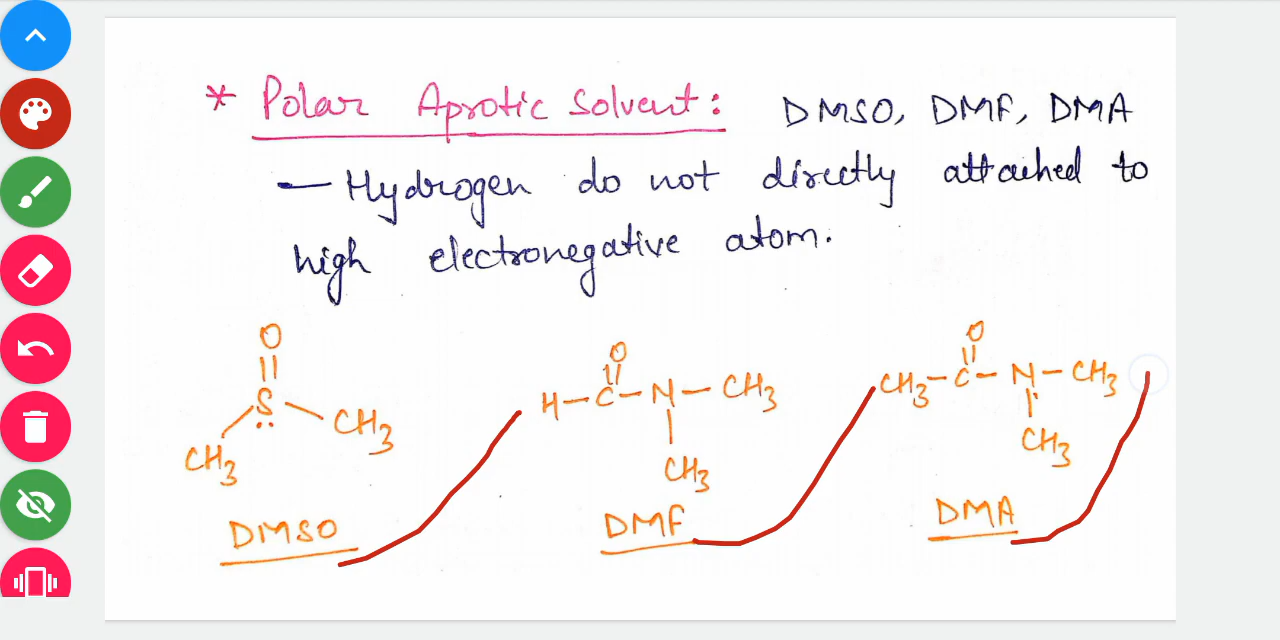 * Polar Aprotic Solvent: DMSO, DMF, DMA
— Hydrogen do not directly attached to
high electronegative atom.
O
||
S
CH3
CH3
DMSO
O
||
H-C-N-CH3
|
CH3
DMF
O
||
CH3-C-N-CH3
|
CH3
DMA